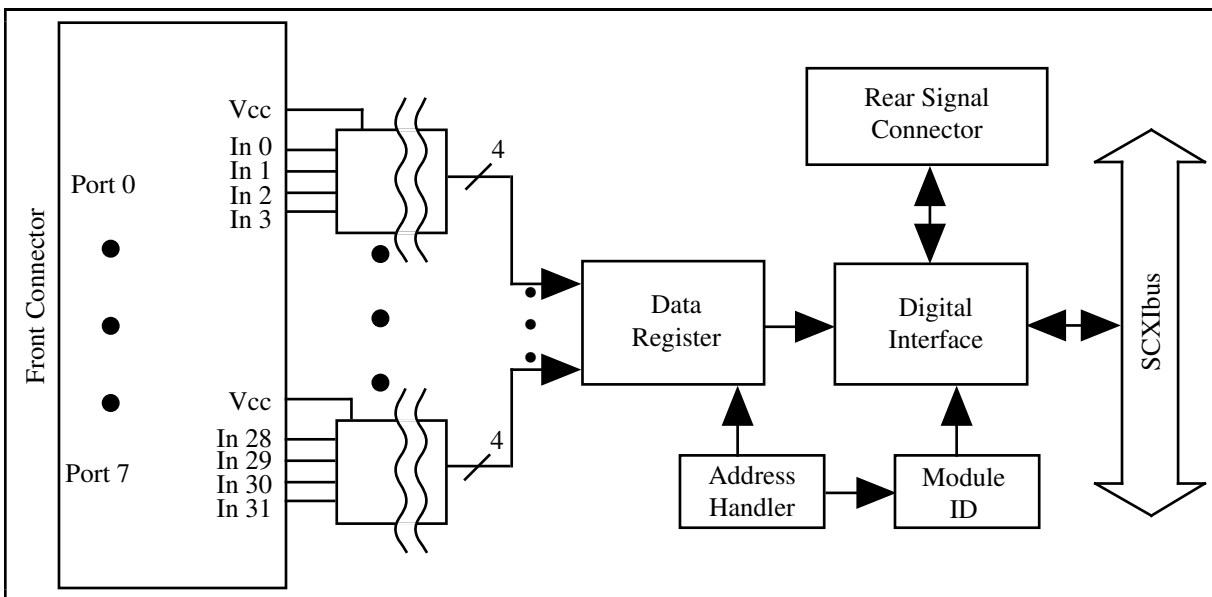 Front Connector
Port 0
Port 7
Vcc
In 0
In 1
In 2
In 3
4
Vcc
In 28
In 29
In 30
In 31
4
Data
Register
Rear Signal
Connector
Digital
Interface
Address
Handler
Module
ID
SCXIbus